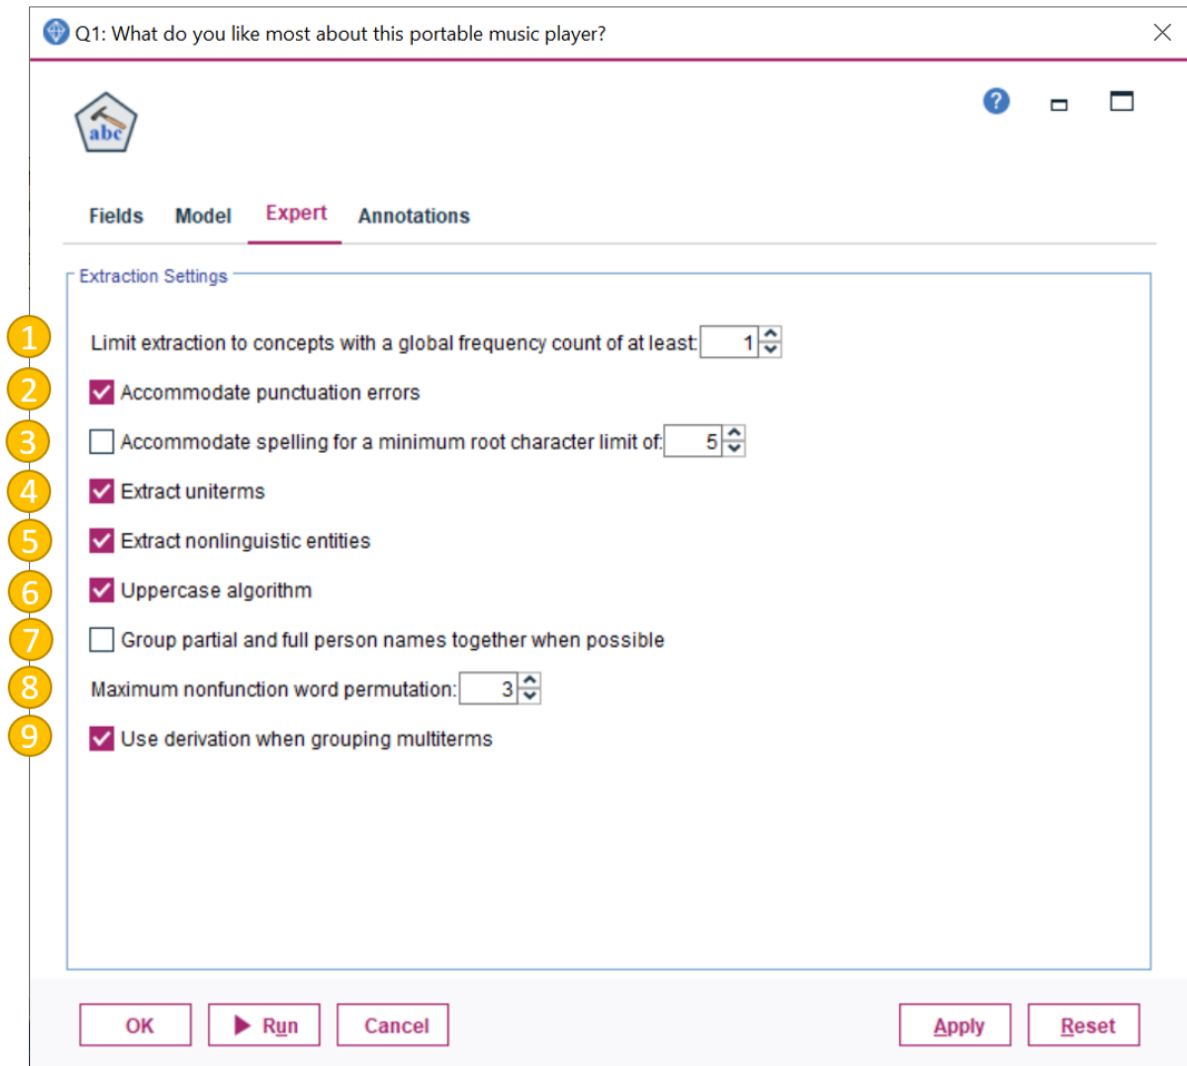 Q1: What do you like most about this portable music player?
abc
?
Fields Model Expert Annotations
Extraction Settings
1 Limit extraction to concepts with a global frequency count of at least: 1
2 Accommodate punctuation errors
3 Accommodate spelling for a minimum root character limit of: 5
4 Extract uniterms
5 Extract nonlinguistic entities
6 Uppercase algorithm
7 Group partial and full person names together when possible
8 Maximum nonfunction word permutation: 3
9 Use derivation when grouping multiterms
OK Run Cancel Apply Reset